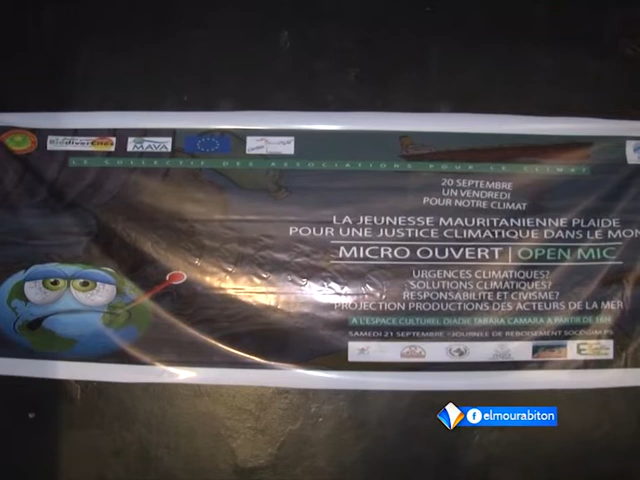 BiodiverCités
MAVA
LE COLLECTIF DES ASSOCIATIONS POUR LE CLIMAT
20 SEPTEMBRE
UN VENDREDI
POUR NOTRE CLIMAT
LA JEUNESSE MAURITANIENNE PLAIDE
POUR UNE JUSTICE CLIMATIQUE DANS LE MON
MICRO OUVERT | OPEN MIC
URGENCES CLIMATIQUES?
SOLUTIONS CLIMATIQUES?
RESPONSABILITE ET CIVISME?
PROJECTION PRODUCTIONS DES ACTEURS DE LA MER
A L'ESPACE CULTUREL DIADIE TABARA CAMARA A PARTIR DE 16H
SAMEDI 21 SEPTEMBRE - JOURNEE DE REBOISEMENT SOCOGIM PS
elmourabiton